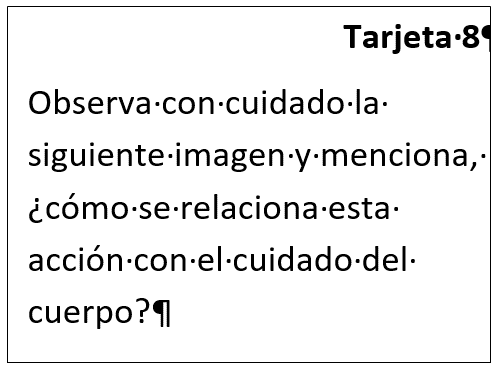 Tarjeta·8¶
Observa·con·cuidado·la·
siguiente·imagen·y·menciona,·
¿cómo·se·relaciona·esta·
acción·con·el·cuidado·del·
cuerpo?¶